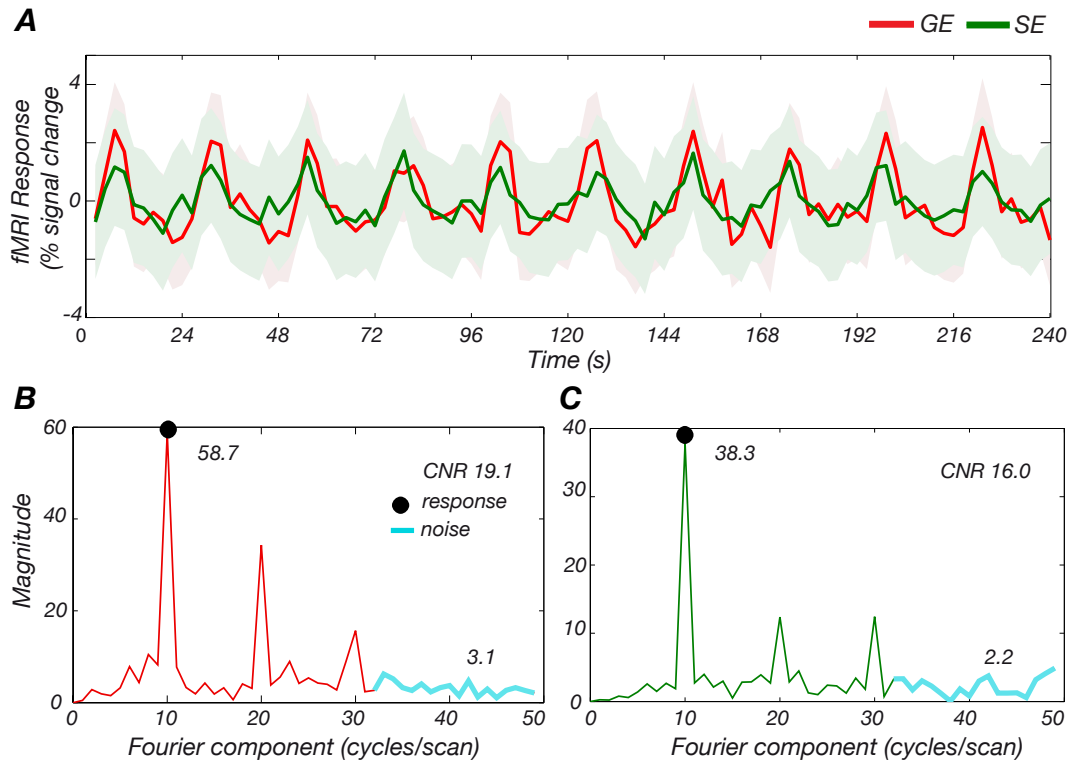 A
GE SE
fMRI Response
(% signal change)
4
0
-4
0 24 48 72 96 120 144 168 192 216 240
Time (s)
B
Magnitude
60
40
20
0
58.7
CNR 19.1
response
noise
3.1
0 10 20 30 40 50
Fourier component (cycles/scan)
C
40
30
20
10
0
38.3
CNR 16.0
2.2
0 10 20 30 40 50
Fourier component (cycles/scan)